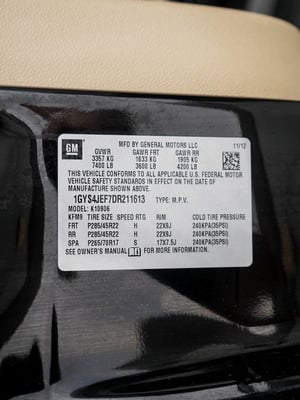 GM
MFD BY GENERAL MOTORS LLC
GVWR GAWR FRT GAWR RR 11/12
3357 KG 1633 KG 1905 KG
7400 LB 3600 LB 4200 LB
THIS VEHICLE CONFORMS TO ALL APPLICABLE U.S. FEDERAL MOTOR
VEHICLE SAFETY STANDARDS IN EFFECT ON THE DATE OF
MANUFACTURE SHOWN ABOVE.
1GYS4JEF7DR211613 TYPE: M.P.V.
MODEL: K10906
KFM9 TIRE SIZE SPEED RTG RIM COLD TIRE PRESSURE
FRT P285/45R22 H 22X9J 240KPA(35PSI)
RR P285/45R22 H 22X9J 240KPA(35PSI)
SPA P265/70R17 S 17X7.5J 240KPA(35PSI)
SEE OWNER'S MANUAL FOR MORE INFORMATION.